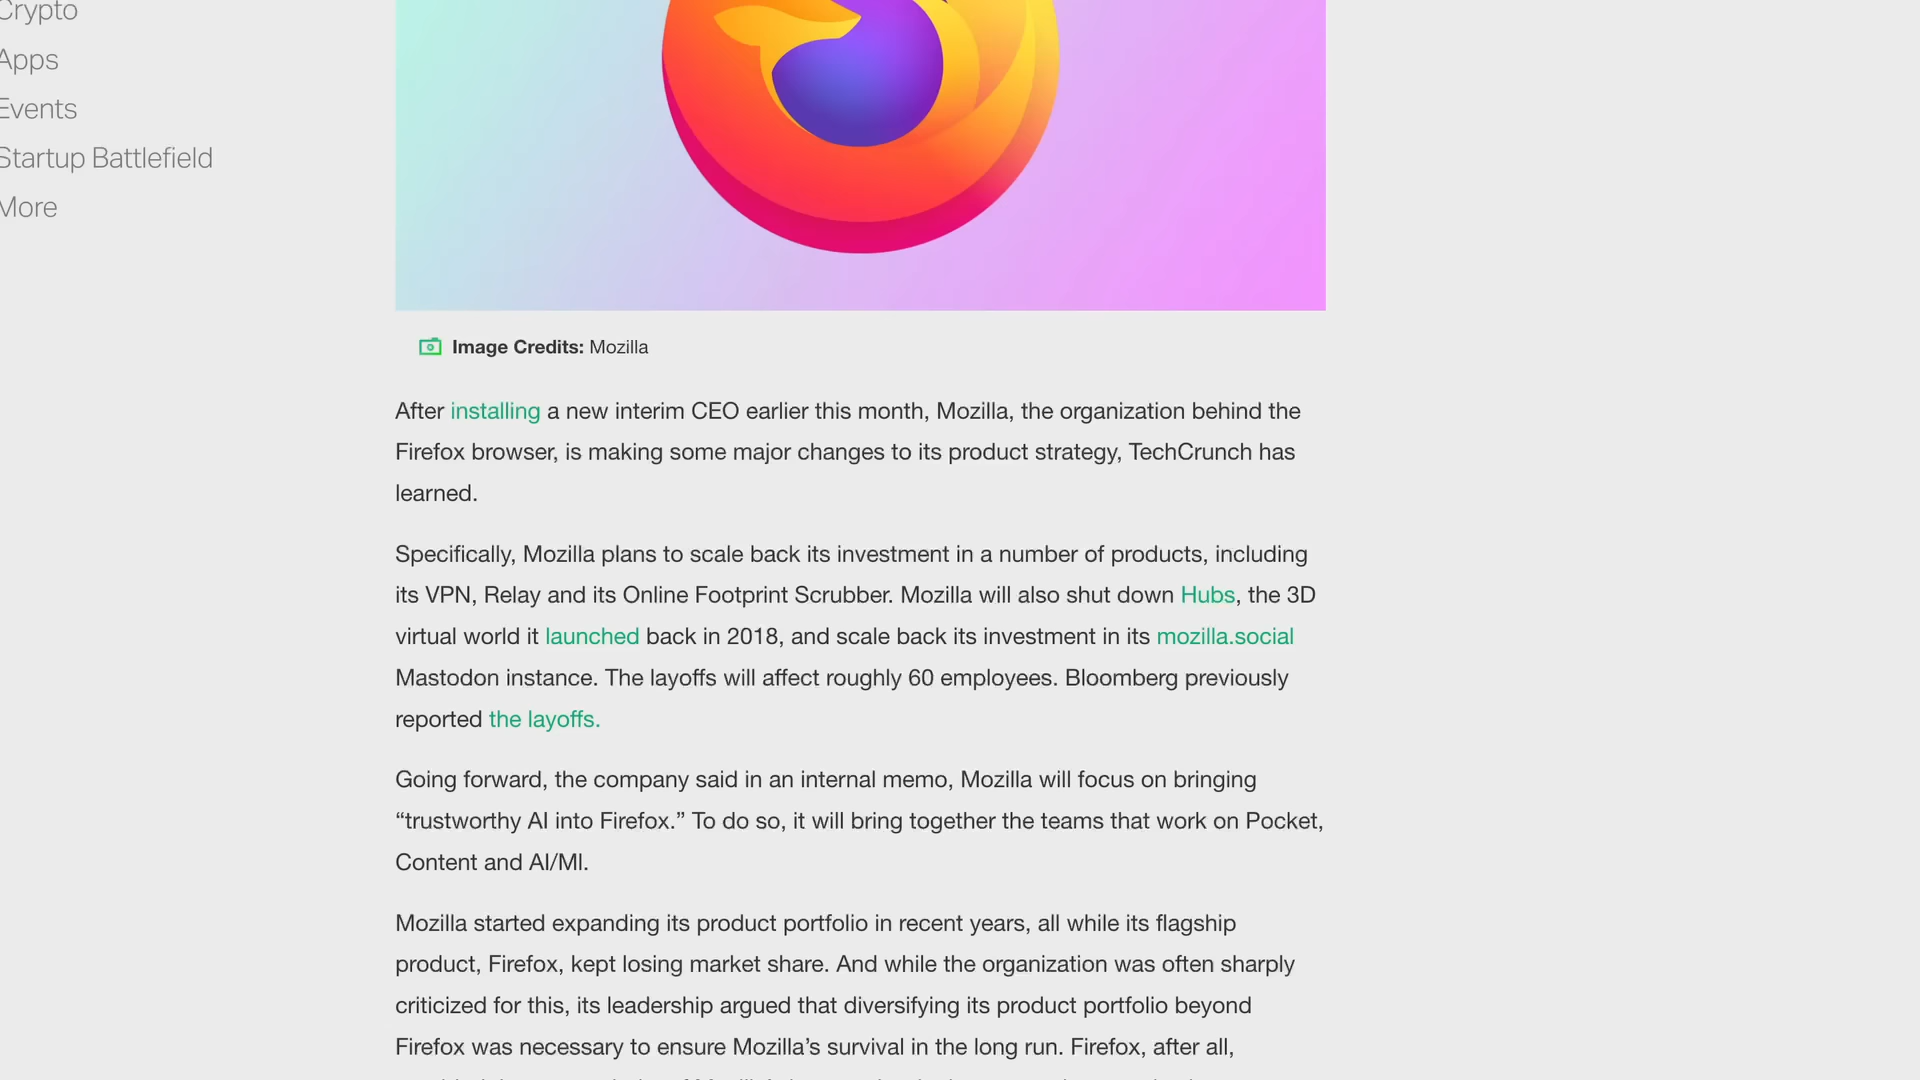 Crypto
Apps
Events
Startup Battlefield
More
Image Credits: Mozilla
After installing a new interim CEO earlier this month, Mozilla, the organization behind the
Firefox browser, is making some major changes to its product strategy, TechCrunch has
learned.
Specifically, Mozilla plans to scale back its investment in a number of products, including
its VPN, Relay and its Online Footprint Scrubber. Mozilla will also shut down Hubs, the 3D
virtual world it launched back in 2018, and scale back its investment in its mozilla.social
Mastodon instance. The layoffs will affect roughly 60 employees. Bloomberg previously
reported the layoffs.
Going forward, the company said in an internal memo, Mozilla will focus on bringing
“trustworthy AI into Firefox.” To do so, it will bring together the teams that work on Pocket,
Content and AI/Ml.
Mozilla started expanding its product portfolio in recent years, all while its flagship
product, Firefox, kept losing market share. And while the organization was often sharply
criticized for this, its leadership argued that diversifying its product portfolio beyond
Firefox was necessary to ensure Mozilla’s survival in the long run. Firefox, after all,